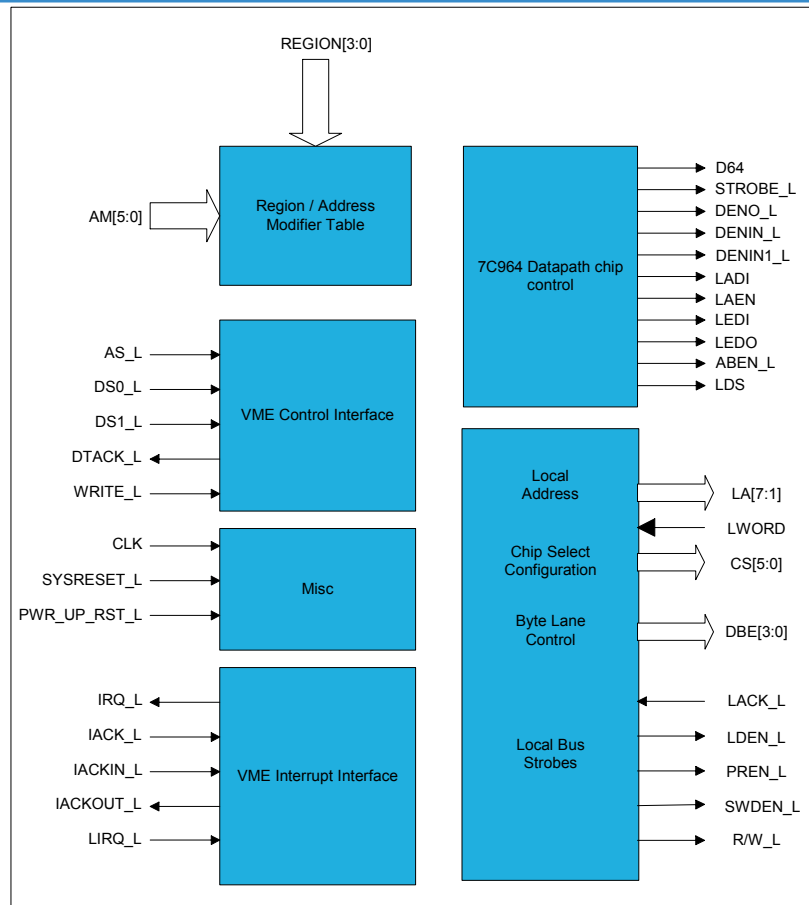 REGION[3:0]
AM[5:0]
Region / Address
Modifier Table
AS_L
DS0_L
DS1_L
DTACK_L
WRITE_L
VME Control Interface
CLK
SYSRESET_L
PWR_UP_RST_L
Misc
IRQ_L
IACK_L
IACKIN_L
IACKOUT_L
LIRQ_L
VME Interrupt Interface
7C964 Datapath chip
control
D64
STROBE_L
DENO_L
DENIN_L
DENIN1_L
LADI
LAEN
LEDI
LEDO
ABEN_L
LDS
Local
Address
Chip Select
Configuration
Byte Lane
Control
Local Bus
Strobes
LA[7:1]
LWORD
CS[5:0]
DBE[3:0]
LACK_L
LDEN_L
PREN_L
SWDEN_L
R/W_L